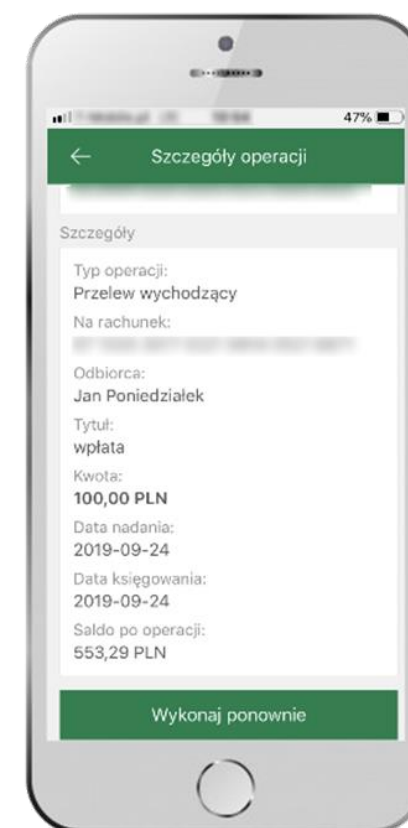 47%
Szczegóły operacji
Szczegóły
Typ operacji:
Przelew wychodzący
Na rachunek:
Odbiorca:
Jan Poniedziałek
Tytuł:
wpłata
Kwota:
100,00 PLN
Data nadania:
2019-09-24
Data księgowania:
2019-09-24
Saldo po operacji:
553,29 PLN
Wykonaj ponownie